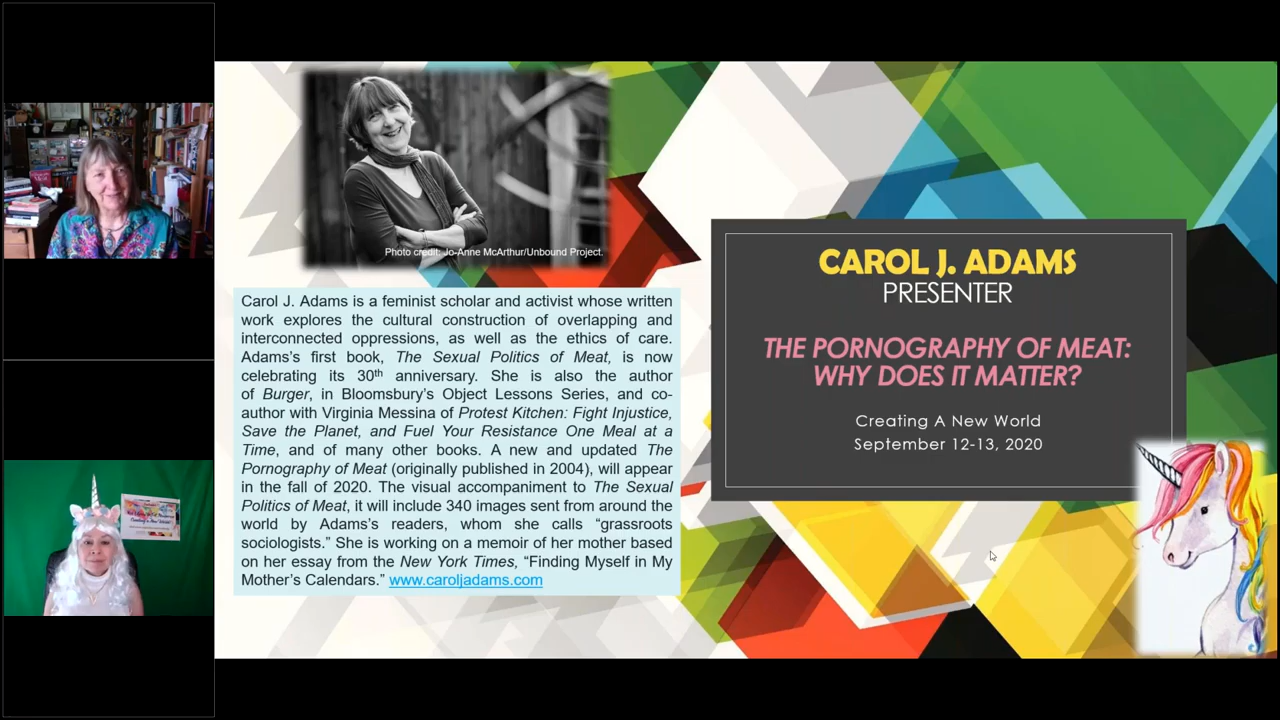 Photo credit: Jo-Anne McArthur/Unbound Project.
Carol J. Adams is a feminist scholar and activist whose written
work explores the cultural construction of overlapping and
interconnected oppressions, as well as the ethics of care.
Adams's first book, The Sexual Politics of Meat, is now
celebrating its 30th anniversary. She is also the author
of Burger, in Bloomsbury's Object Lessons Series, and co-
author with Virginia Messina of Protest Kitchen: Fight Injustice,
Save the Planet, and Fuel Your Resistance One Meal at a
Time, and of many other books. A new and updated The
Pornography of Meat (originally published in 2004), will appear
in the fall of 2020. The visual accompaniment to The Sexual
Politics of Meat, it will include 340 images sent from around the
world by Adams's readers, whom she calls “grassroots
sociologists.” She is working on a memoir of her mother based
on her essay from the New York Times, “Finding Myself in My
Mother's Calendars.” www.caroljadams.com
CAROL J. ADAMS
PRESENTER
THE PORNOGRAPHY OF MEAT:
WHY DOES IT MATTER?
Creating A New World
September 12-13, 2020